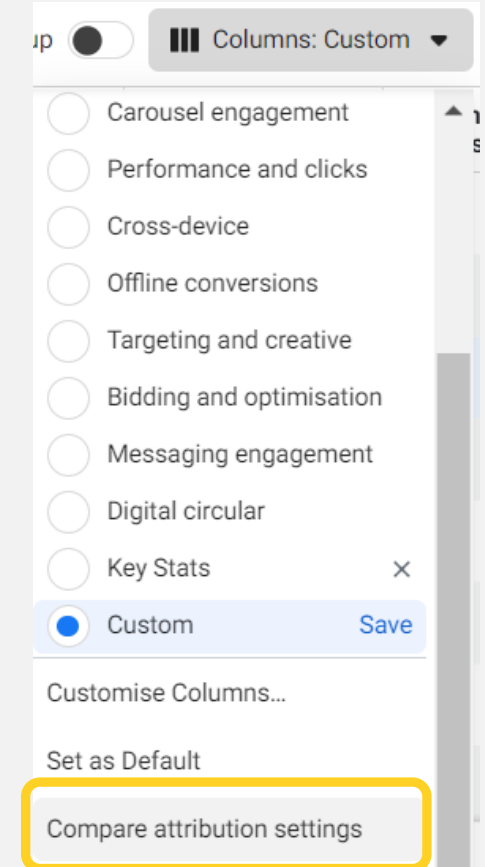 up
Columns: Custom
Carousel engagement
Performance and clicks
Cross-device
Offline conversions
Targeting and creative
Bidding and optimisation
Messaging engagement
Digital circular
Key Stats
Custom Save
Customise Columns...
Set as Default
Compare attribution settings